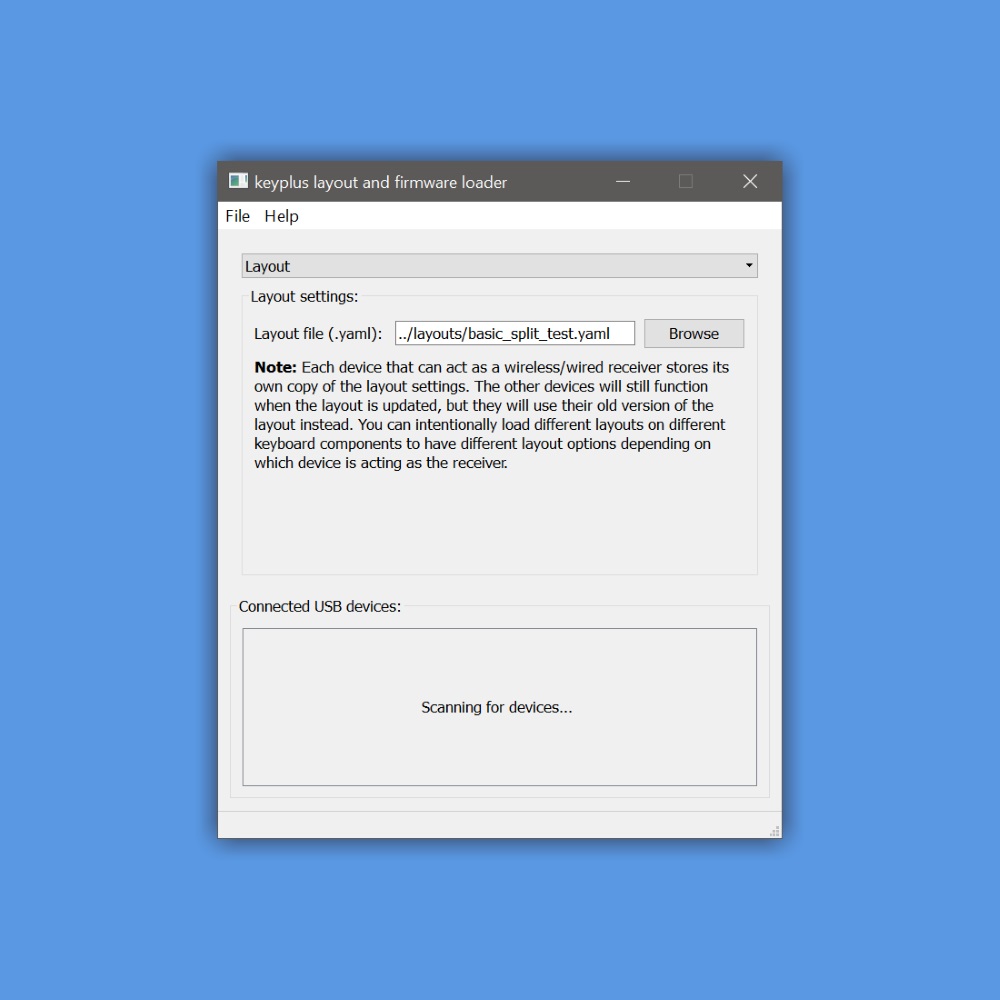 keyplus layout and firmware loader
File Help
Layout
Layout settings:
Layout file (.yaml): ../layouts/basic_split_test.yaml Browse
Note: Each device that can act as a wireless/wired receiver stores its
own copy of the layout settings. The other devices will still function
when the layout is updated, but they will use their old version of the
layout instead. You can intentionally load different layouts on different
keyboard components to have different layout options depending on
which device is acting as the receiver.
Connected USB devices:
Scanning for devices...